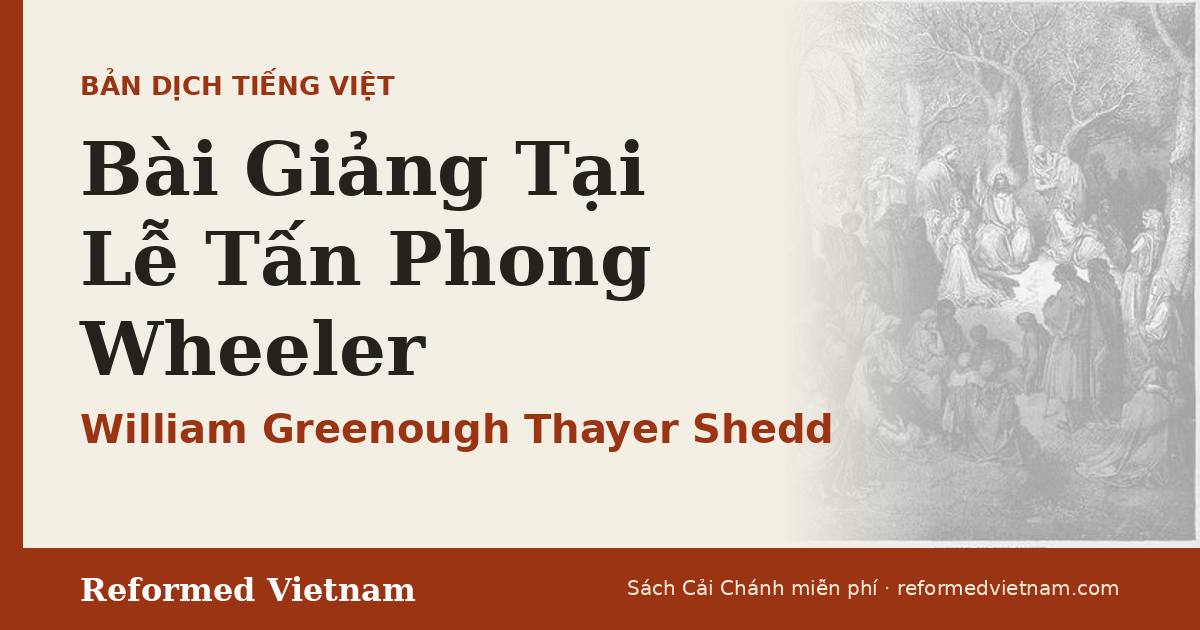 BẢN DỊCH TIẾNG VIỆT
Bài Giảng Tại
Lễ Tấn Phong
Wheeler
William Greenough Thayer Shedd
Reformed Vietnam
Sách Cải Chánh miễn phí · reformedvietnam.com